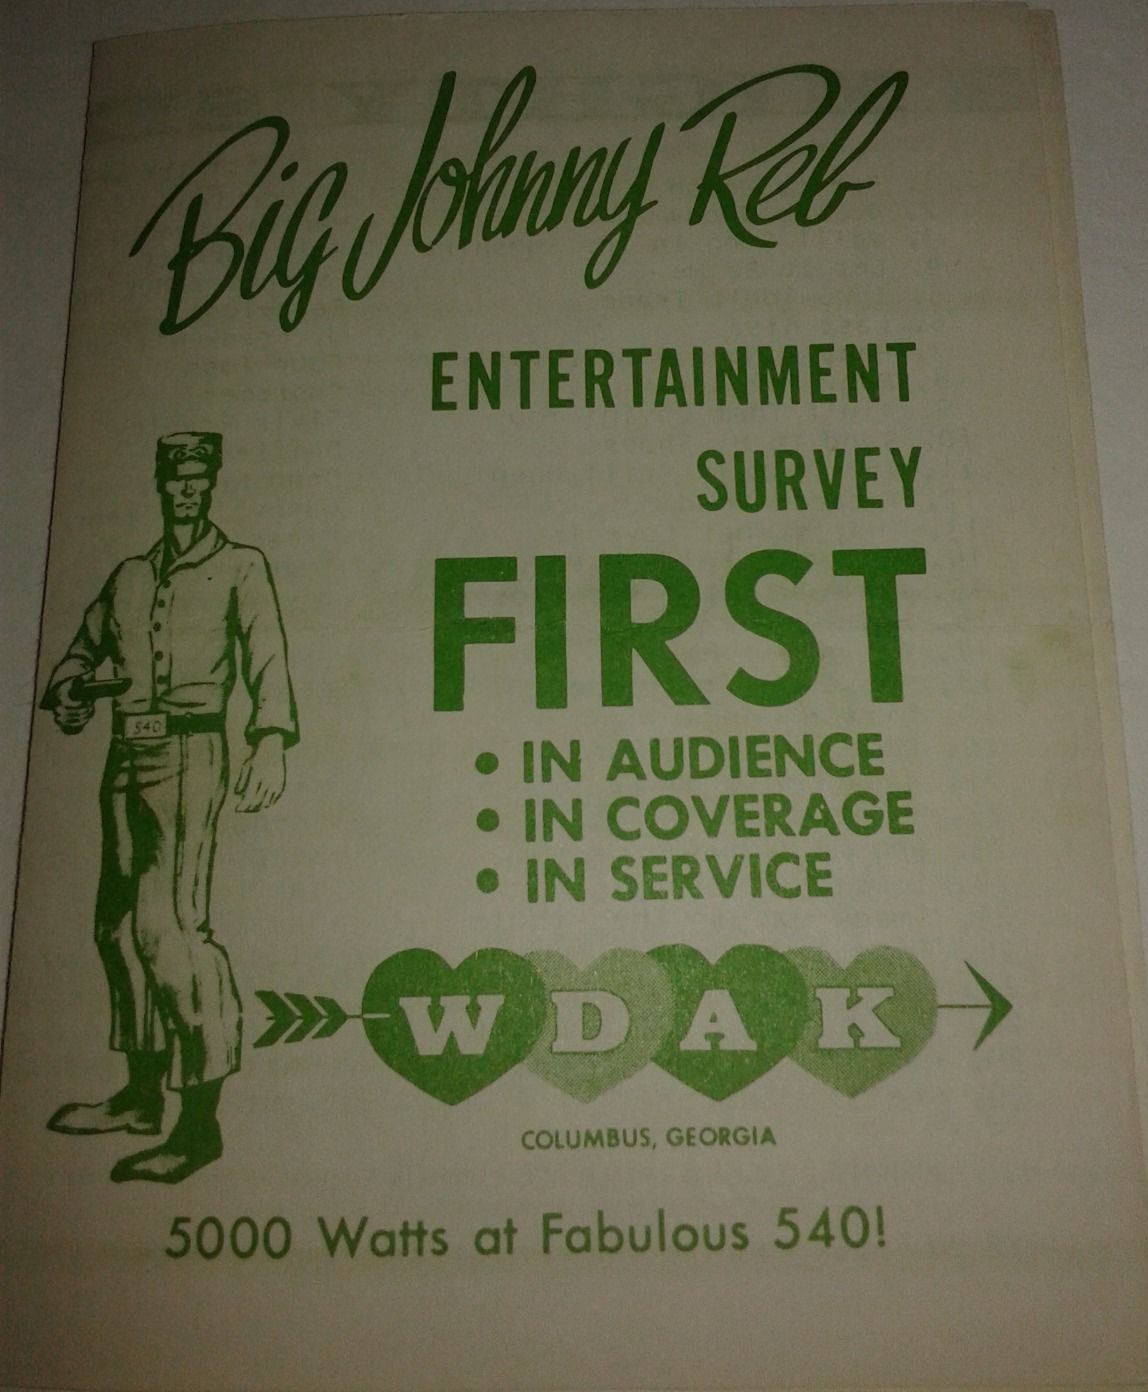 Big Johnny Reb
ENTERTAINMENT
SURVEY
FIRST
• IN AUDIENCE
• IN COVERAGE
• IN SERVICE
540
WDAK
COLUMBUS, GEORGIA
5000 Watts at Fabulous 540!